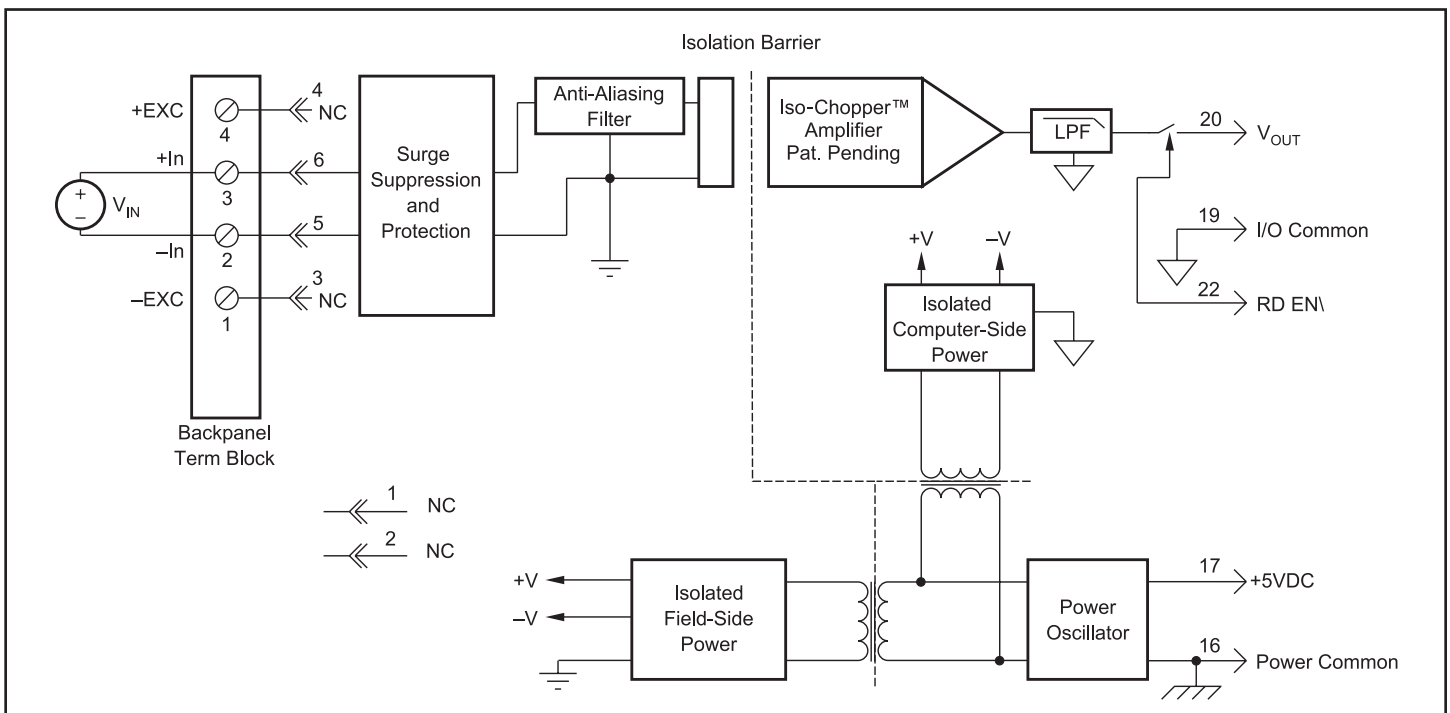 Isolation Barrier
+EXC
4
4
NC
+In
3
6
+
–
V_IN
–In
2
5
–EXC
1
3
NC
Backpanel
Term Block
Surge
Suppression
and
Protection
Anti-Aliasing
Filter
Iso-Chopper™
Amplifier
Pat. Pending
LPF
20
V_OUT
19
I/O Common
22
RD EN\
+V
–V
Isolated
Computer-Side
Power
1
NC
2
NC
+V
–V
Isolated
Field-Side
Power
Power
Oscillator
17
+5VDC
16
Power Common